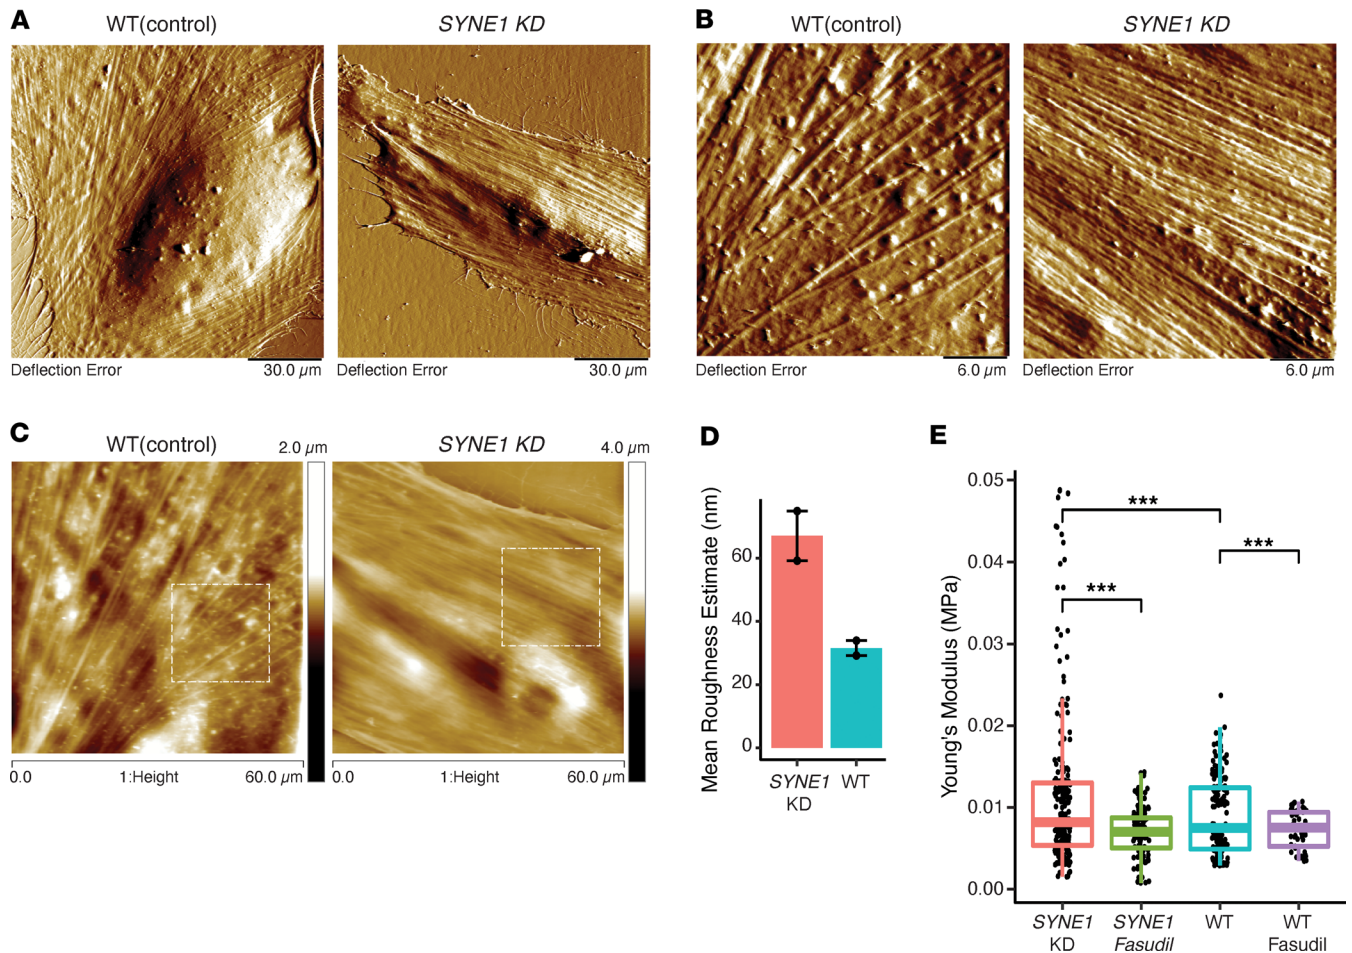 A
WT(control)
SYNE1 KD
Deflection Error
30.0 µm
Deflection Error
30.0 µm
B
WT(control)
SYNE1 KD
Deflection Error
6.0 µm
Deflection Error
6.0 µm
C
WT(control)
2.0 µm
SYNE1 KD
4.0 µm
0.0
1:Height
60.0 µm
0.0
1:Height
60.0 µm
D
Mean Roughness Estimate (nm)
60
40
20
0
SYNE1
KD
WT
E
Young's Modulus (MPa)
0.05
0.04
0.03
0.02
0.01
0.00
***
***
***
SYNE1
KD
SYNE1
Fasudil
WT
WT
Fasudil